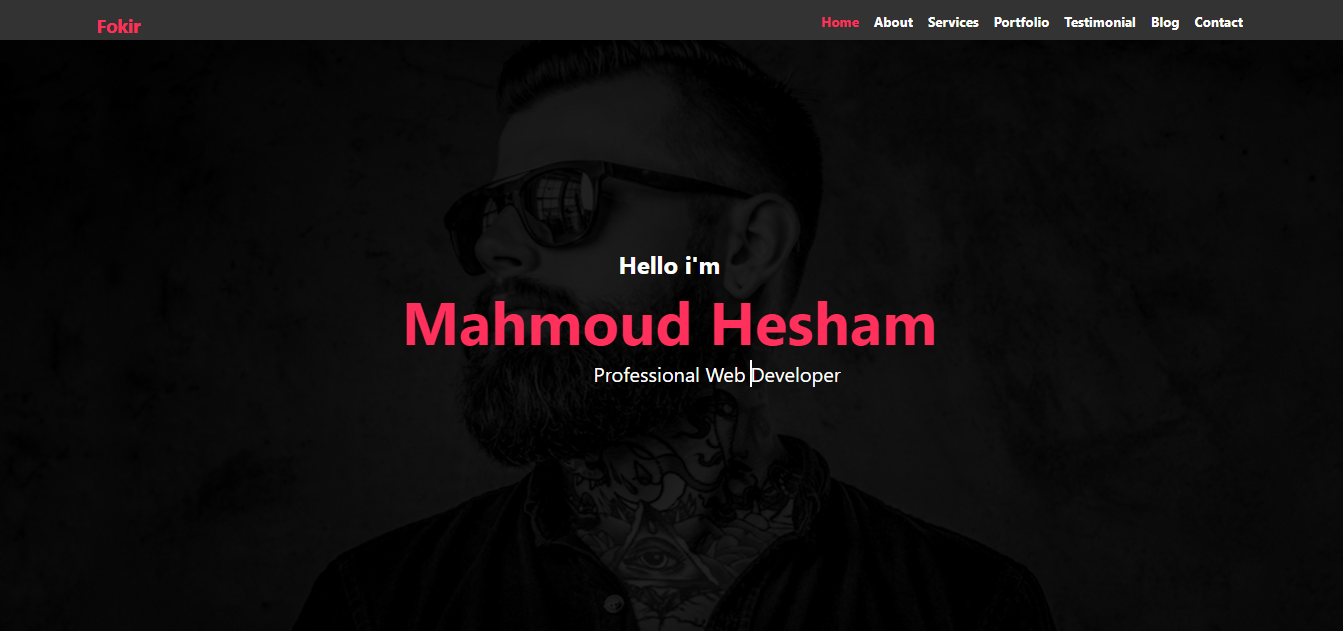 Fokir
Home About Services Portfolio Testimonial Blog Contact
Hello i'm
Mahmoud Hesham
Professional Web Developer